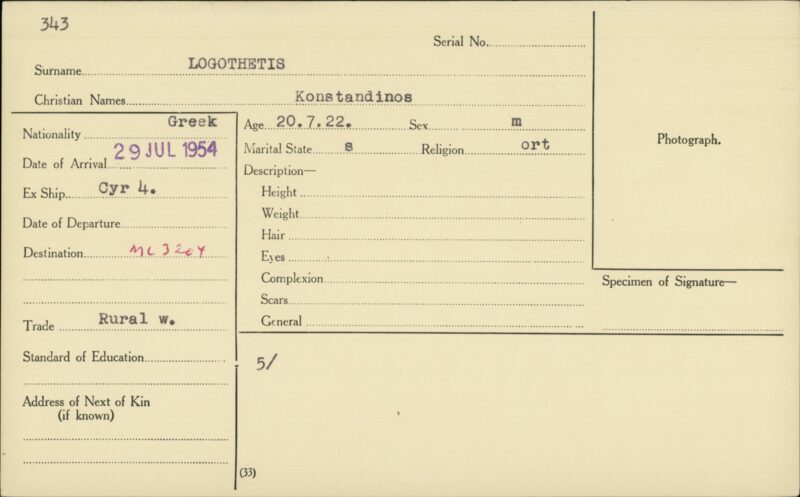 343
Serial No.
Surname LOGOTHETIS
Christian Names Konstandinos
Nationality Greek
Date of Arrival 29 JUL 1954
Ex Ship Cyr 4.
Date of Departure
Destination MC 3204
Trade Rural w.
Standard of Education
Address of Next of Kin
(if known)
Age 20.7.22. Sex m
Marital State s Religion ort
Description—
Height
Weight
Hair
Eyes
Complexion
Scars
General
5/
(33)
Photograph.
Specimen of Signature—